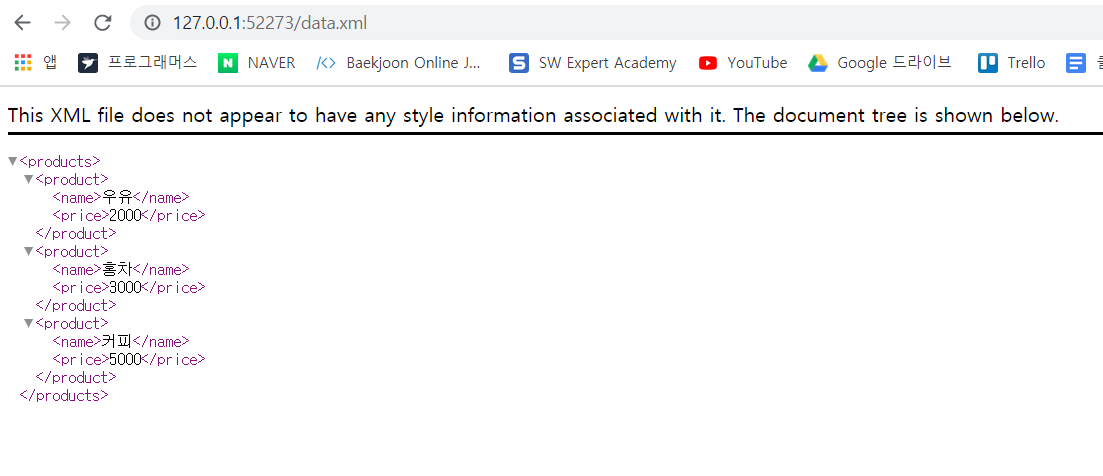 127.0.0.1:52273/data.xml
앱 프로그래머스 NAVER Baekjoon Online J... SW Expert Academy YouTube Google 드라이브 Trello
This XML file does not appear to have any style information associated with it. The document tree is shown below.
▼<products>
▼<product>
<name>우유</name>
<price>2000</price>
</product>
▼<product>
<name>홍차</name>
<price>3000</price>
</product>
▼<product>
<name>커피</name>
<price>5000</price>
</product>
</products>